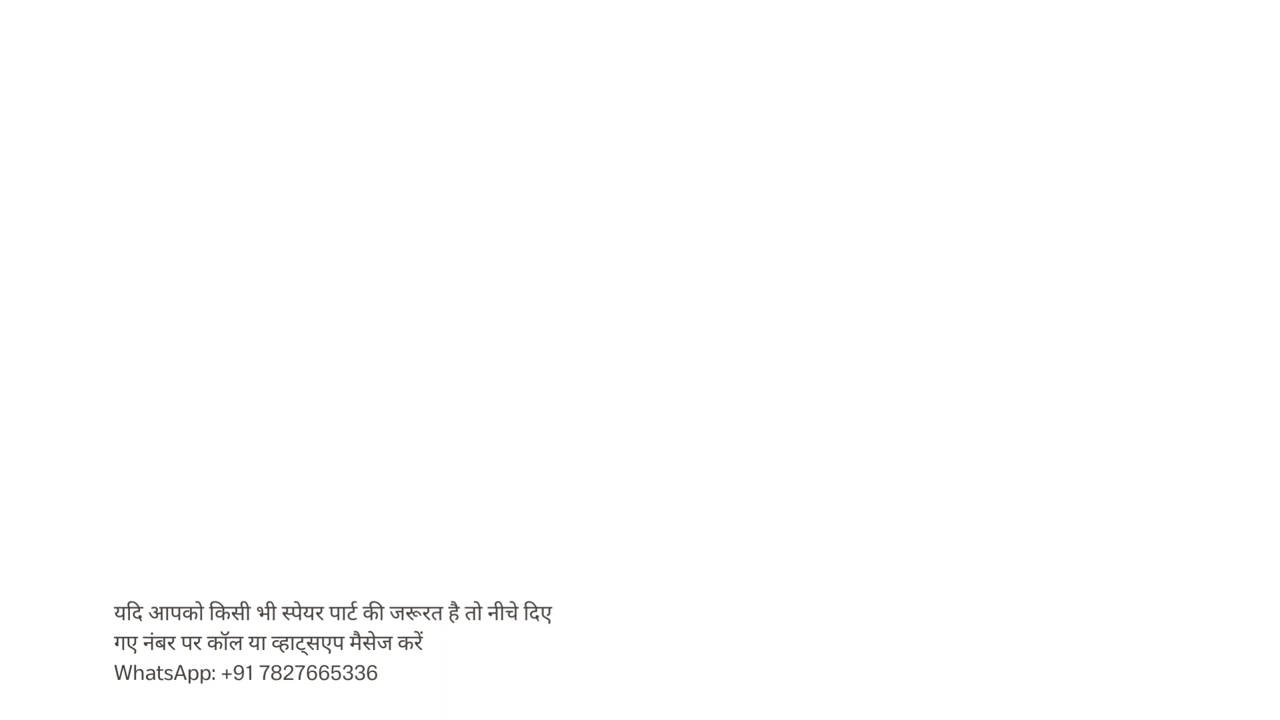 यदि आपको किसी भी स्पेयर पार्ट की जरूरत है तो नीचे दिए
गए नंबर पर कॉल या व्हाट्सएप मैसेज करें
WhatsApp: +91 7827665336